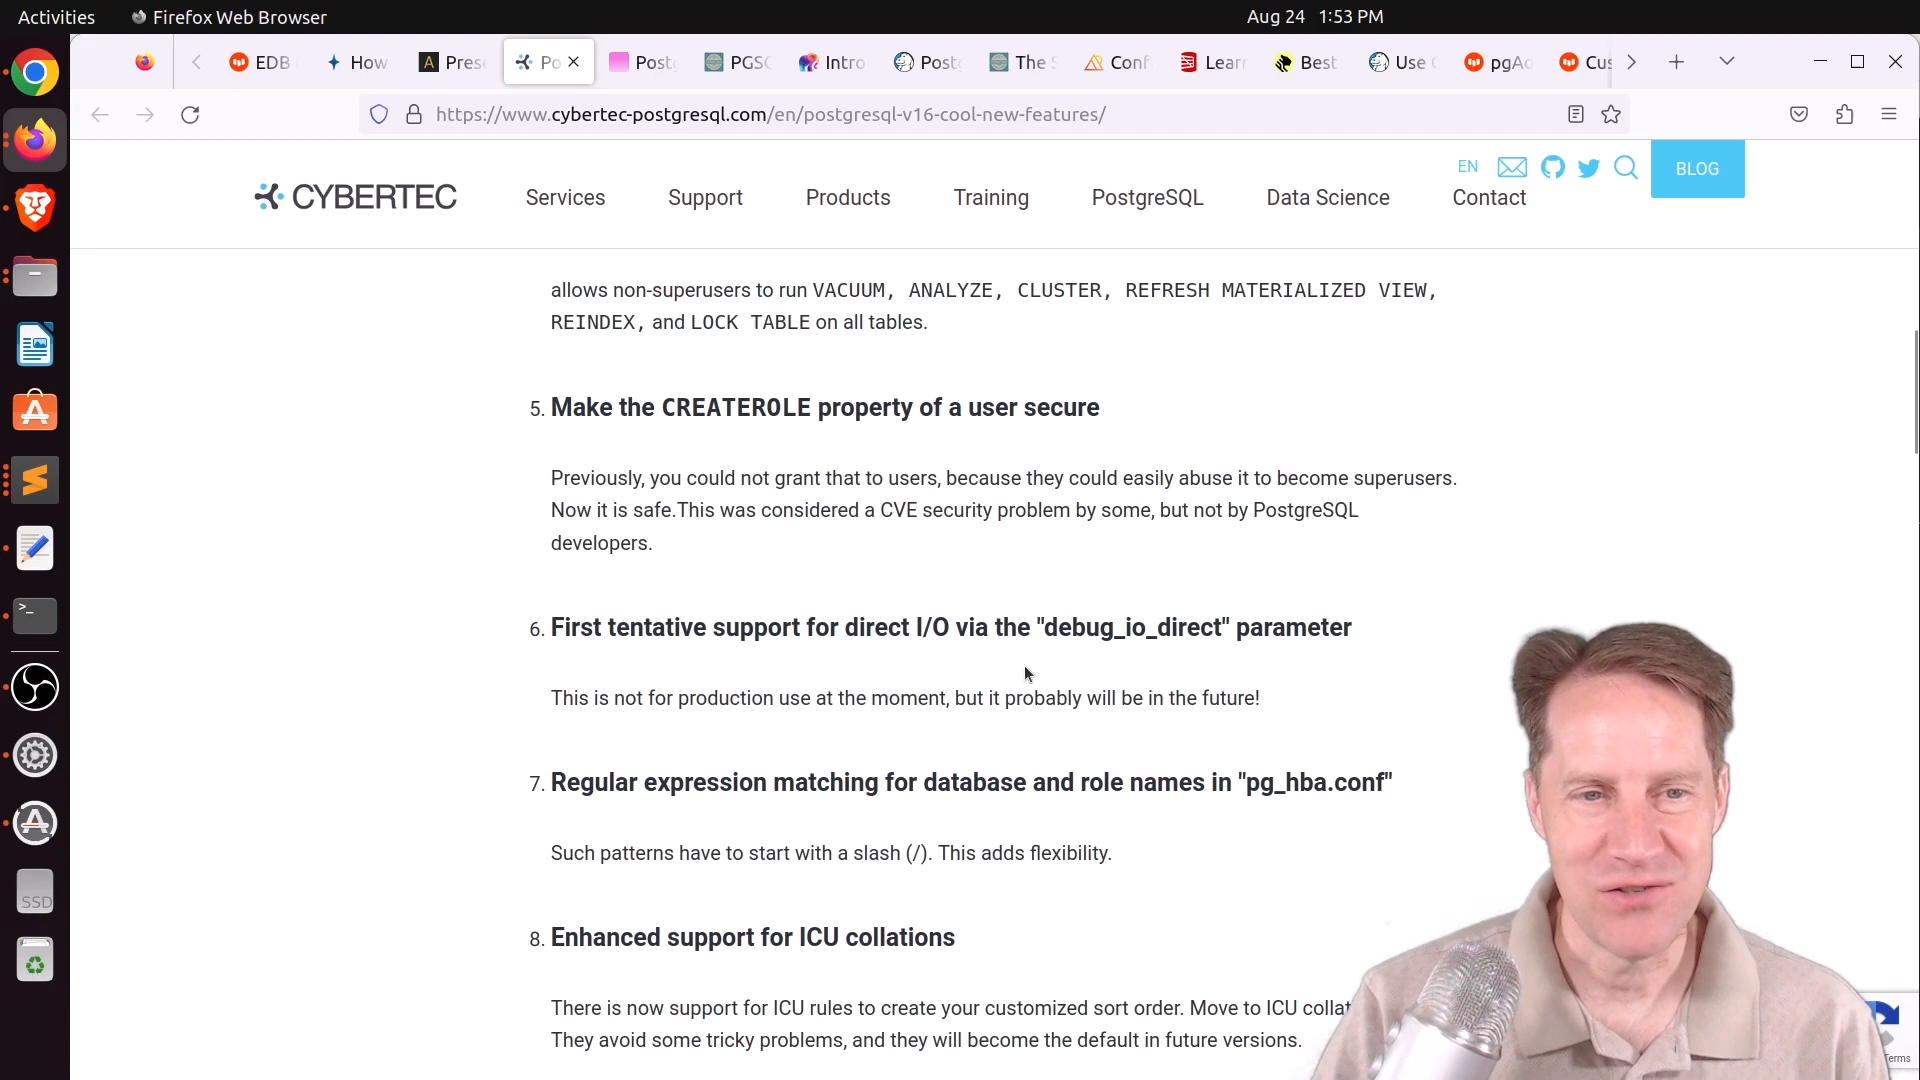 Activities
Firefox Web Browser
Aug 24 1:53 PM
EDB
How
Pres
Po
Post
PGSC
Intro
Post
The S
Conf
Lear
Best
Use
pgAd
Cus
https://www.cybertec-postgresql.com/en/postgresql-v16-cool-new-features/
EN
BLOG
CYBERTEC
Services
Support
Products
Training
PostgreSQL
Data Science
Contact
allows non-superusers to run VACUUM, ANALYZE, CLUSTER, REFRESH MATERIALIZED VIEW,
REINDEX, and LOCK TABLE on all tables.
5. Make the CREATEROLE property of a user secure
Previously, you could not grant that to users, because they could easily abuse it to become superusers.
Now it is safe.This was considered a CVE security problem by some, but not by PostgreSQL
developers.
6. First tentative support for direct I/O via the "debug_io_direct" parameter
This is not for production use at the moment, but it probably will be in the future!
7. Regular expression matching for database and role names in "pg_hba.conf"
Such patterns have to start with a slash (/). This adds flexibility.
8. Enhanced support for ICU collations
There is now support for ICU rules to create your customized sort order. Move to ICU collat
They avoid some tricky problems, and they will become the default in future versions.
SSD
Terms